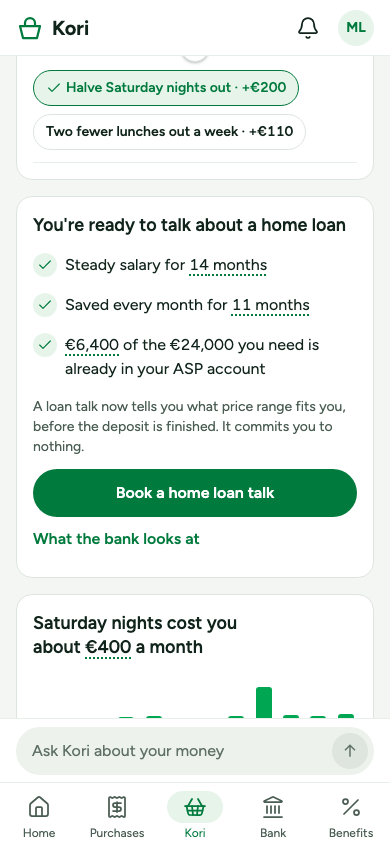 Kori
ML
Halve Saturday nights out · +€200
Two fewer lunches out a week · +€110
You're ready to talk about a home loan
Steady salary for 14 months
Saved every month for 11 months
€6,400 of the €24,000 you need is
already in your ASP account
A loan talk now tells you what price range fits you,
before the deposit is finished. It commits you to
nothing.
Book a home loan talk
What the bank looks at
Saturday nights cost you
about €400 a month
Ask Kori about your money
Home
Purchases
Kori
Bank
Benefits